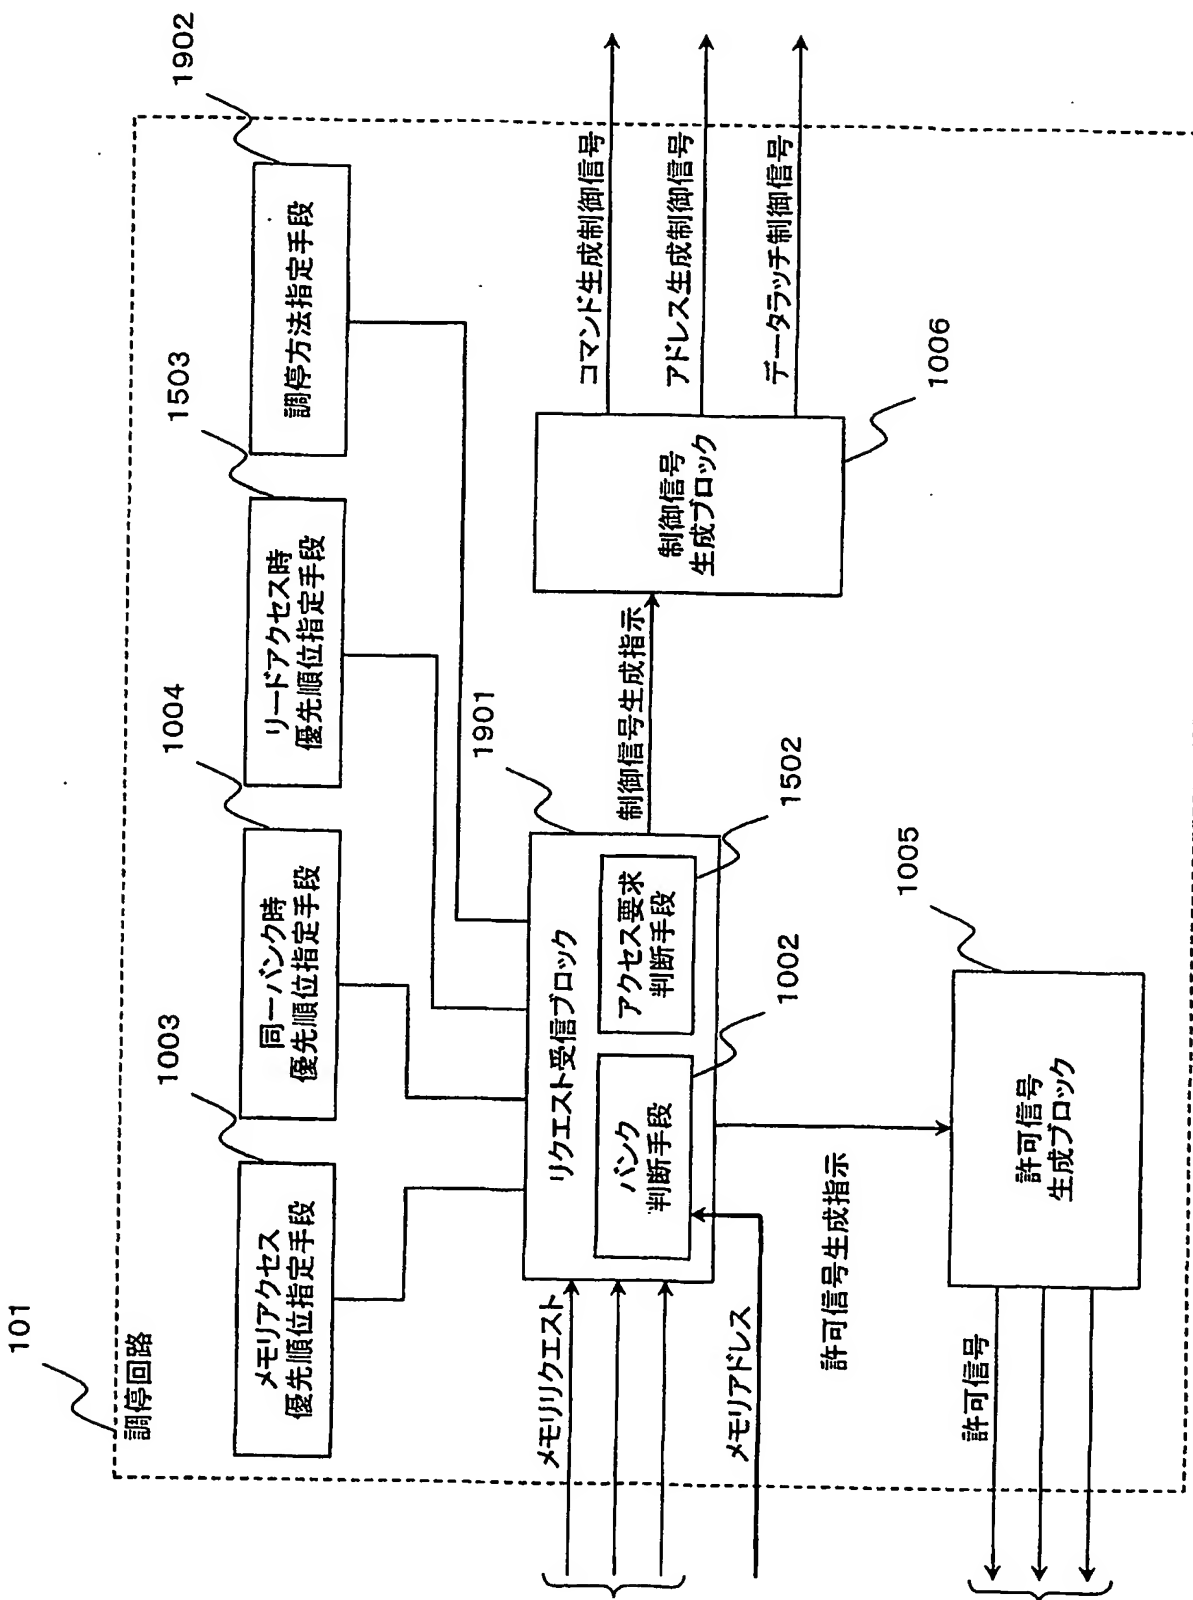 101
調停回路
1003
メモリアクセス
優先順位指定手段
1004
同一バンク時
優先順位指定手段
1503
リードアクセス時
優先順位指定手段
1902
調停方法指定手段
メモリリクエスト
メモリアドレス
1901
リクエスト受信ブロック
バンク
判断手段
1002
アクセス要求
判断手段
1502
制御信号生成指示
制御信号
生成ブロック
1006
コマンド生成制御信号
アドレス生成制御信号
データラッチ制御信号
許可信号生成指示
1005
許可信号
生成ブロック
許可信号